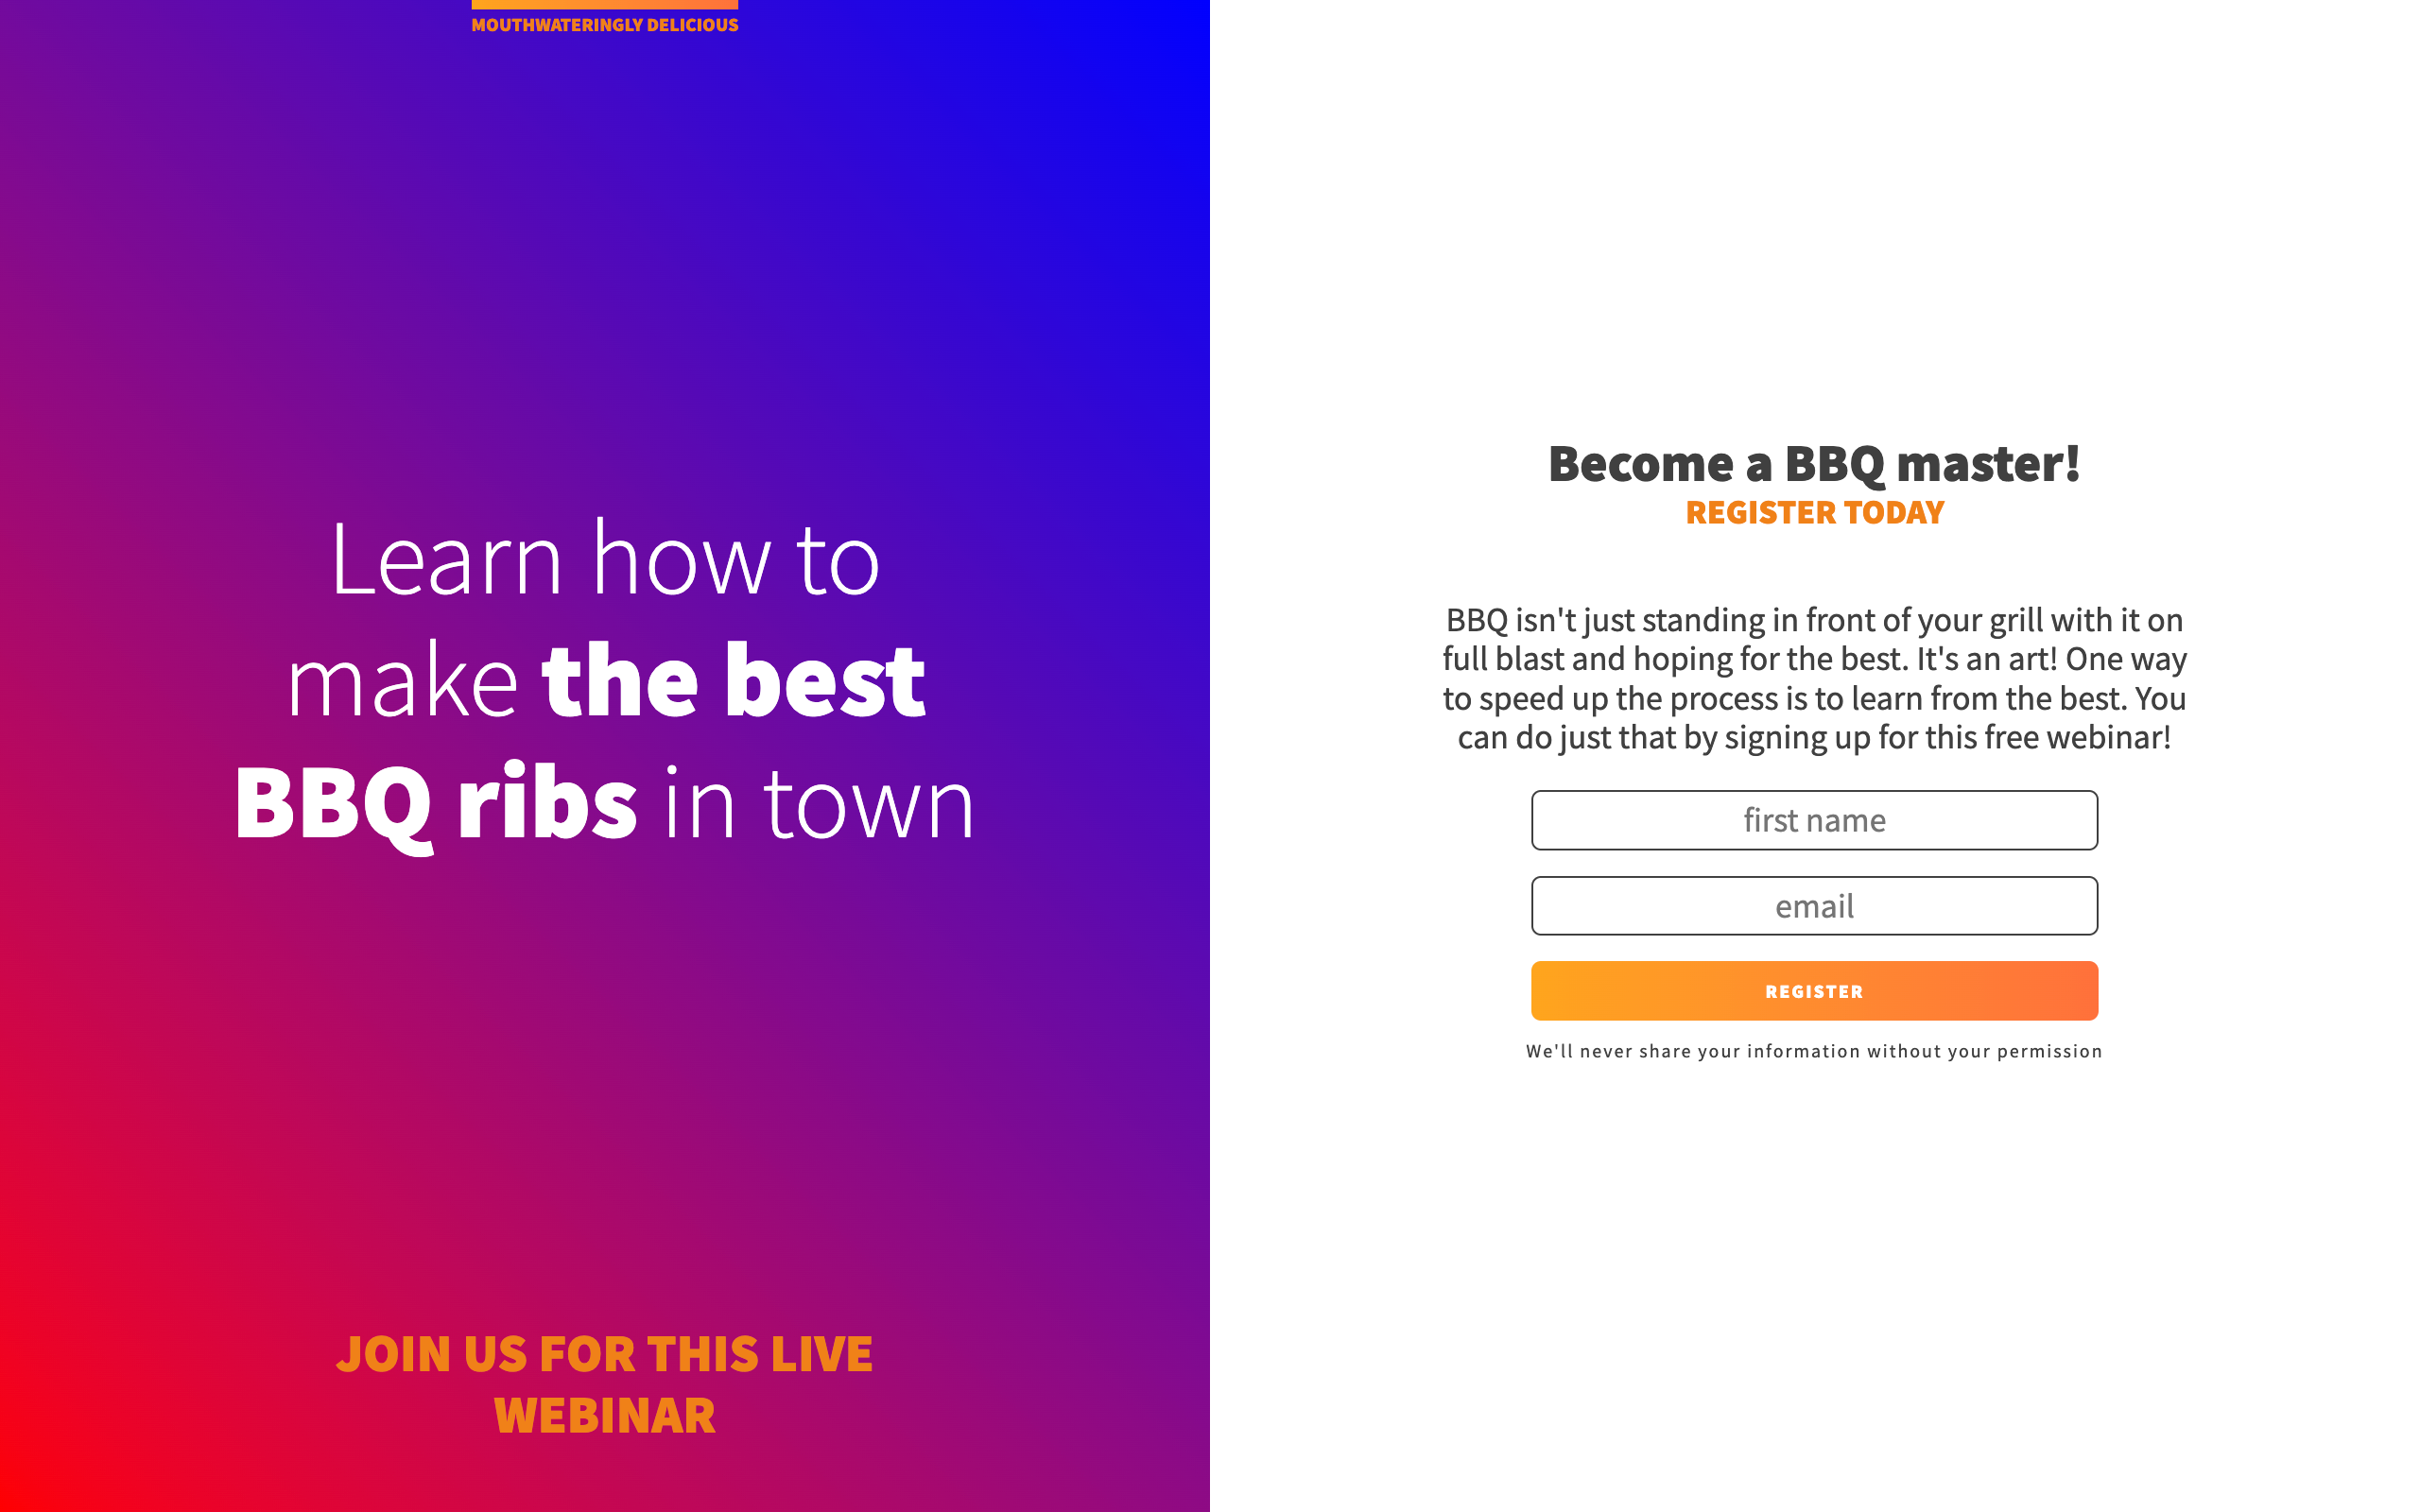 MOUTHWATERINGLY DELICIOUS
Learn how to
make the best
BBQ ribs in town
JOIN US FOR THIS LIVE
WEBINAR
Become a BBQ master!
REGISTER TODAY
BBQ isn't just standing in front of your grill with it on
full blast and hoping for the best. It's an art! One way
to speed up the process is to learn from the best. You
can do just that by signing up for this free webinar!
first name
email
REGISTER
We'll never share your information without your permission